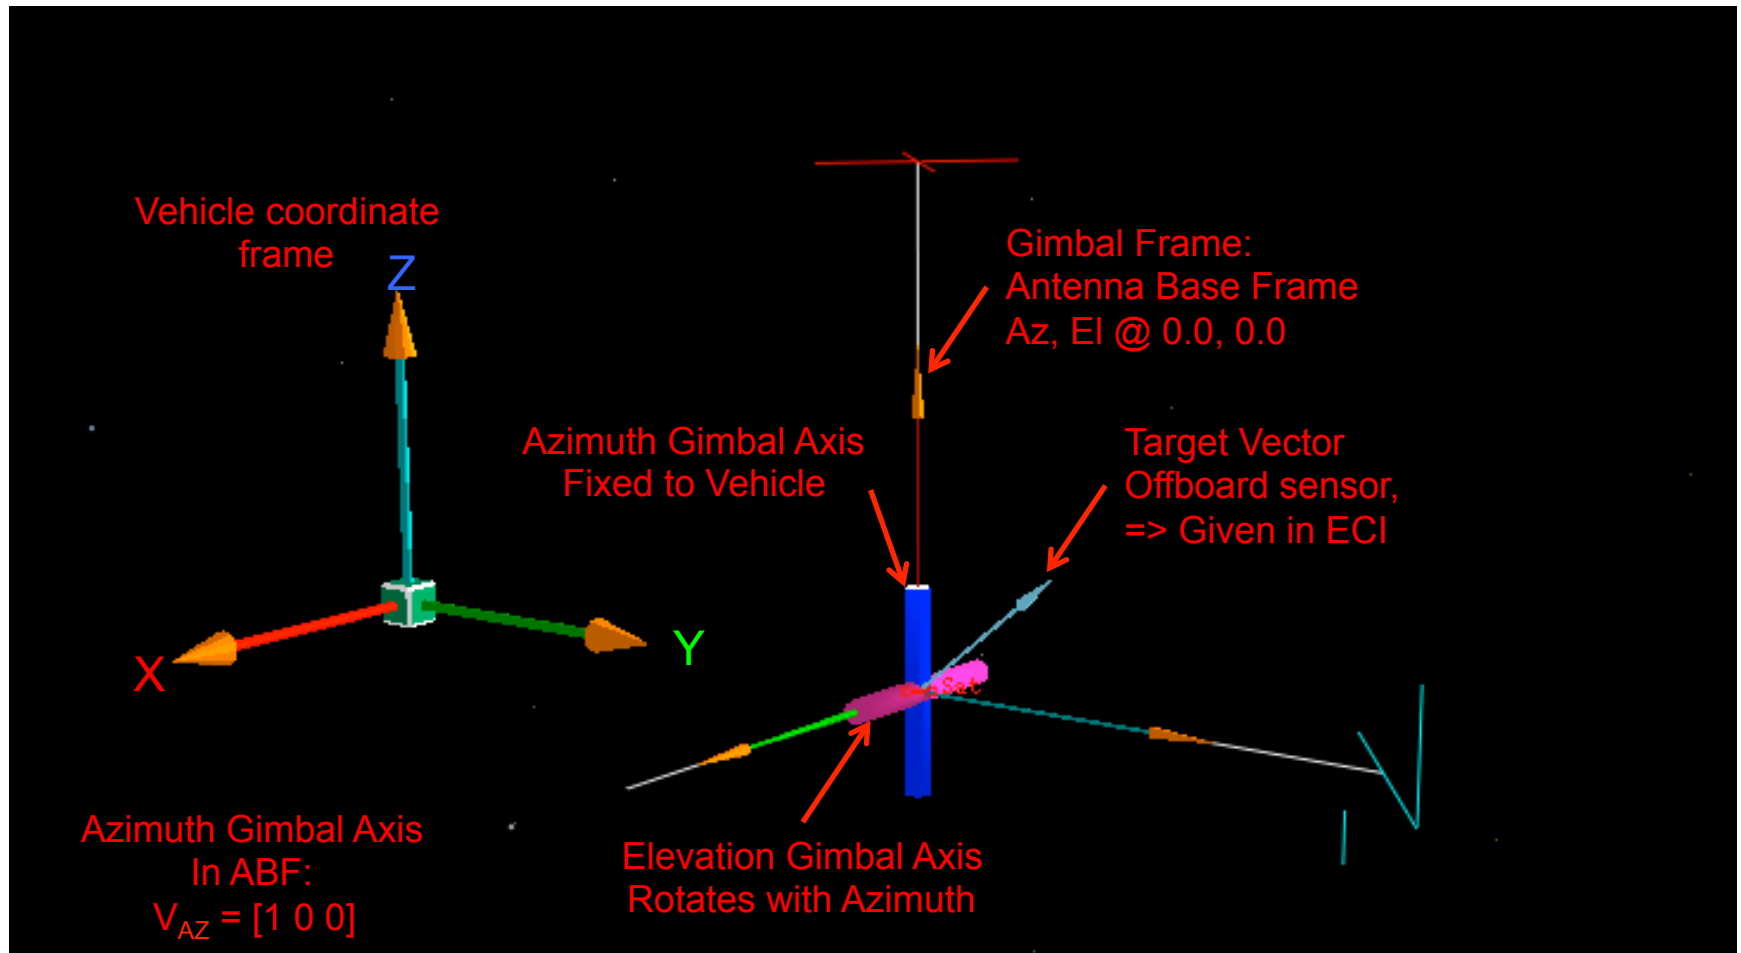 Vehicle coordinate
frame
Z
X
Y
Gimbal Frame:
Antenna Base Frame
Az, El @ 0.0, 0.0
Azimuth Gimbal Axis
Fixed to Vehicle
Target Vector
Offboard sensor,
=> Given in ECI
Sat
Azimuth Gimbal Axis
In ABF:
V_AZ = [1 0 0]
Elevation Gimbal Axis
Rotates with Azimuth